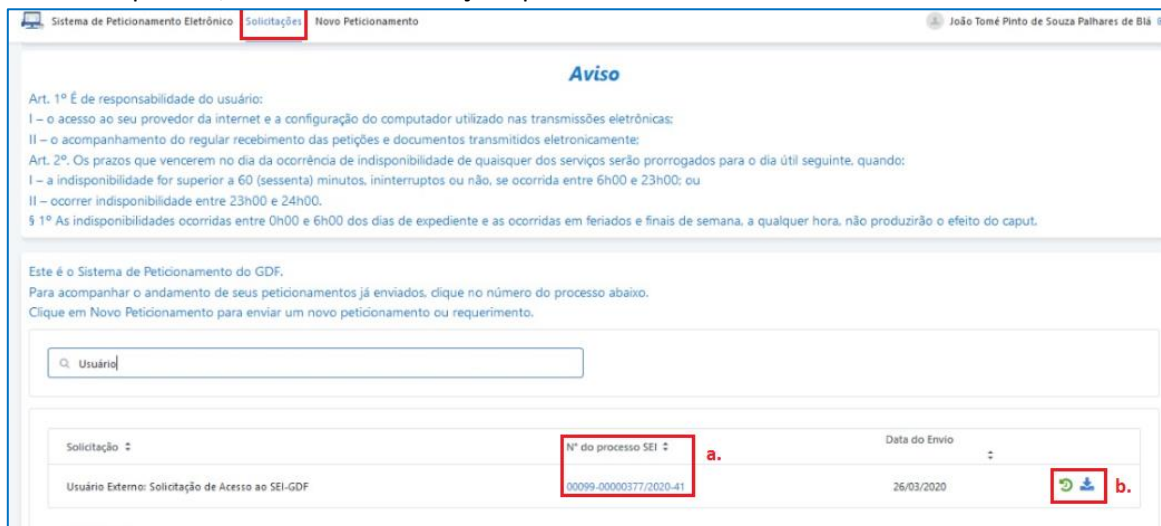 Sistema de Peticionamento Eletrônico Solicitações Novo Peticionamento João Tomé Pinto de Souza Palhares de Blá
Aviso
Art. 1º É de responsabilidade do usuário:
I – o acesso ao seu provedor da internet e a configuração do computador utilizado nas transmissões eletrônicas;
II – o acompanhamento do regular recebimento das petições e documentos transmitidos eletronicamente;
Art. 2º. Os prazos que vencerem no dia da ocorrência de indisponibilidade de quaisquer dos serviços serão prorrogados para o dia útil seguinte, quando:
I – a indisponibilidade for superior a 60 (sessenta) minutos, ininterruptos ou não, se ocorrida entre 6h00 e 23h00; ou
II – ocorrer indisponibilidade entre 23h00 e 24h00.
§ 1º As indisponibilidades ocorridas entre 0h00 e 6h00 dos dias de expediente e as ocorridas em feriados e finais de semana, a qualquer hora, não produzirão o efeito do caput.
Este é o Sistema de Peticionamento do GDF.
Para acompanhar o andamento de seus peticionamentos já enviados, clique no número do processo abaixo.
Clique em Novo Peticionamento para enviar um novo peticionamento ou requerimento.
Usuário
Solicitação Nº do processo SEI a. Data do Envio
Usuário Externo: Solicitação de Acesso ao SEI-GDF 00099-00000377/2020-41 26/03/2020 b.